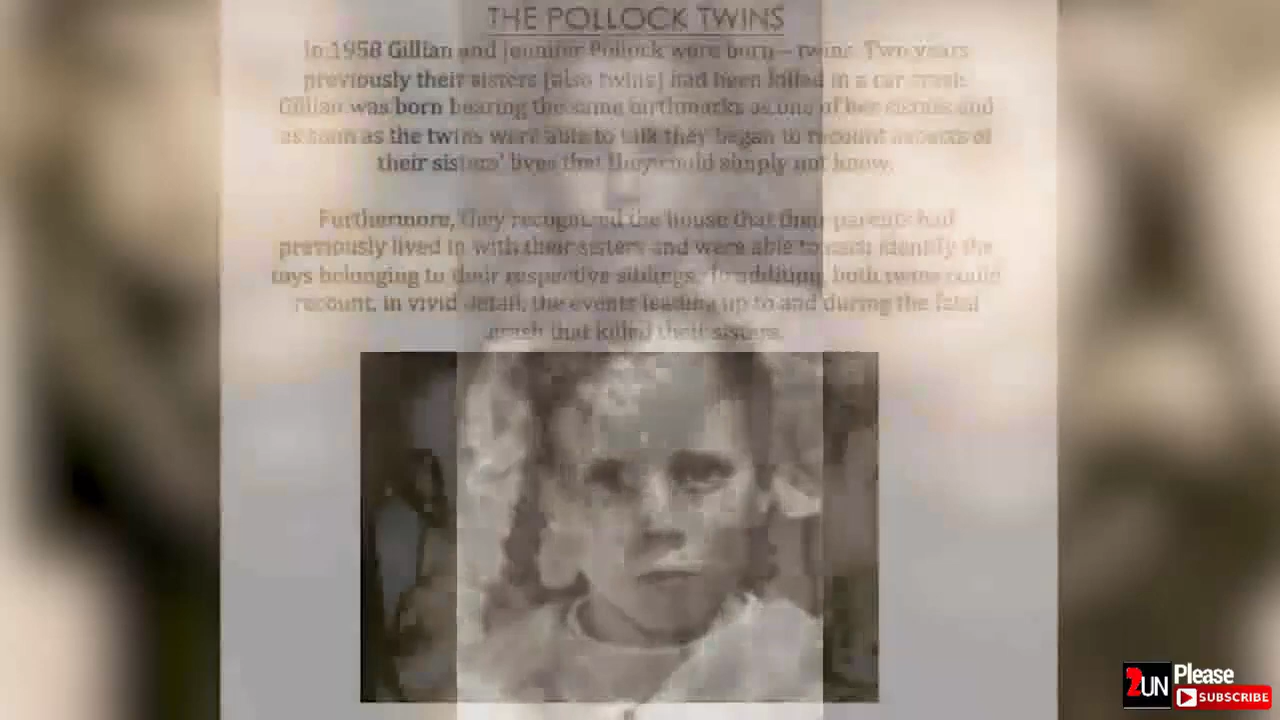 THE POLLOCK TWINS
In 1958 Gillian and Jennifer Pollock were born – twins. Two years
previously their sisters (also twins) had been killed in a car crash.
Gillian was born bearing the same birthmarks as one of her sisters and
as soon as the twins were able to talk they began to recount aspects of
their sisters' lives that they could simply not know.
Furthermore, they recognized the house that their parents had
previously lived in with their sisters and were able to each identify the
toys belonging to their respective siblings. In addition, both twins could
recount, in vivid detail, the events leading up to and during the fatal
crash that killed their sisters.
2UN
Please
SUBSCRIBE